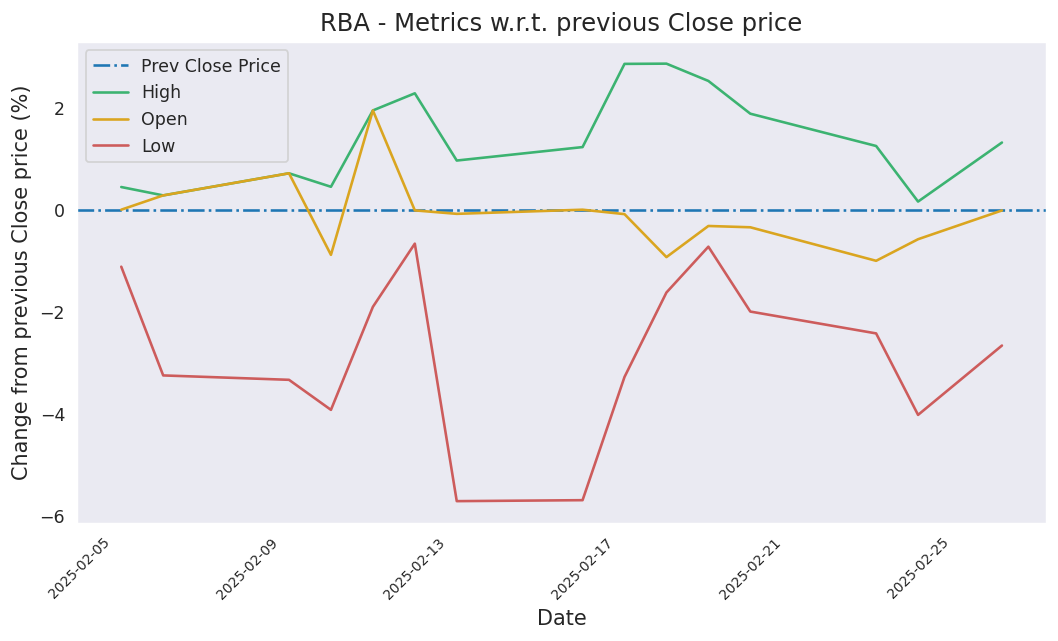 RBA - Metrics w.r.t. previous Close price
Prev Close Price
High
Open
Low
Change from previous Close price (%)
2
0
−2
−4
−6
2025-02-05
2025-02-09
2025-02-13
2025-02-17
2025-02-21
2025-02-25
Date